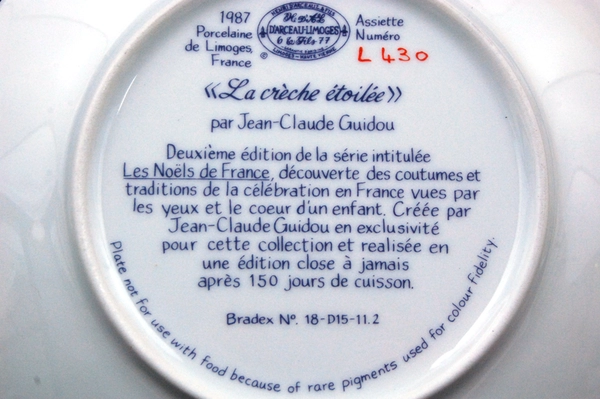 1987
Porcelaine
de Limoges,
France
D'ARCEAU-LIMOGES
©
Assiette
Numéro
L 430
«La crèche étoilée»
par Jean-Claude Guidou
Deuxième édition de la série intitulée
Les Noëls de France, découverte des coutumes et
traditions de la célébration en France vues par
les yeux et le coeur d'un enfant. Créée par
Jean-Claude Guidou en exclusivité
pour cette collection et realisée en
une édition close à jamais
après 150 jours de cuisson.
Bradex Nº. 18-D15-11.2
Plate not for use with food because of rare pigments used for colour fidelity.